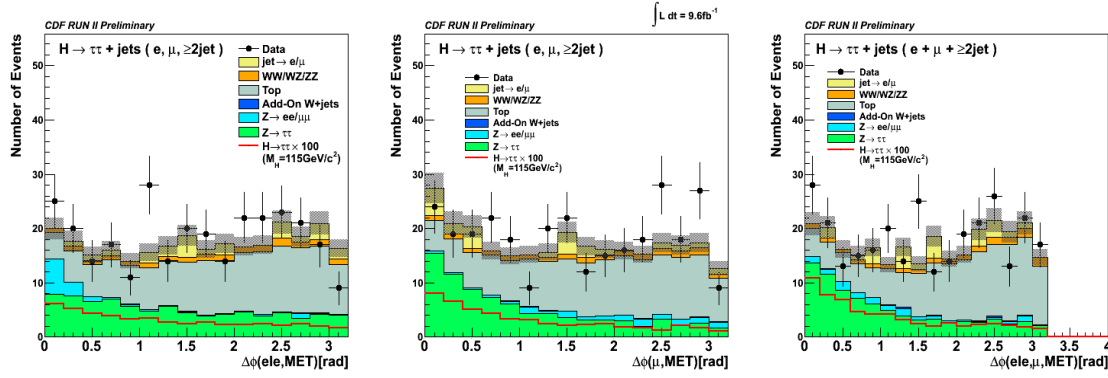 CDF RUN II Preliminary
Number of Events
H → ττ + jets ( e, μ, ≥2jet )
Data
jet→ e/μ
WW/WZ/ZZ
Top
Add-On W+jets
Z→ ee/μμ
Z→ ττ
H→ττ× 100
(M_H=115GeV/c²)
50
40
30
20
10
0
0 0.5 1 1.5 2 2.5 3
Δϕ(ele,MET)[rad]
CDF RUN II Preliminary
∫ L dt = 9.6fb⁻¹
Number of Events
H → ττ + jets ( e, μ, ≥2jet )
Data
jet→ e/μ
WW/WZ/ZZ
Top
Add-On W+jets
Z→ ee/μμ
Z→ ττ
H→ττ× 100
(M_H=115GeV/c²)
50
40
30
20
10
0
0 0.5 1 1.5 2 2.5 3
Δϕ(μ,MET)[rad]
CDF RUN II Preliminary
Number of Events
H → ττ + jets ( e + μ + ≥2jet )
Data
jet→ e/μ
WW/WZ/ZZ
Top
Add-On W+jets
Z→ ee/μμ
Z→ ττ
H→ττ× 100
(M_H=115GeV/c²)
50
40
30
20
10
0
0 0.5 1 1.5 2 2.5 3 3.5 4
Δϕ(ele,μ,MET)[rad]